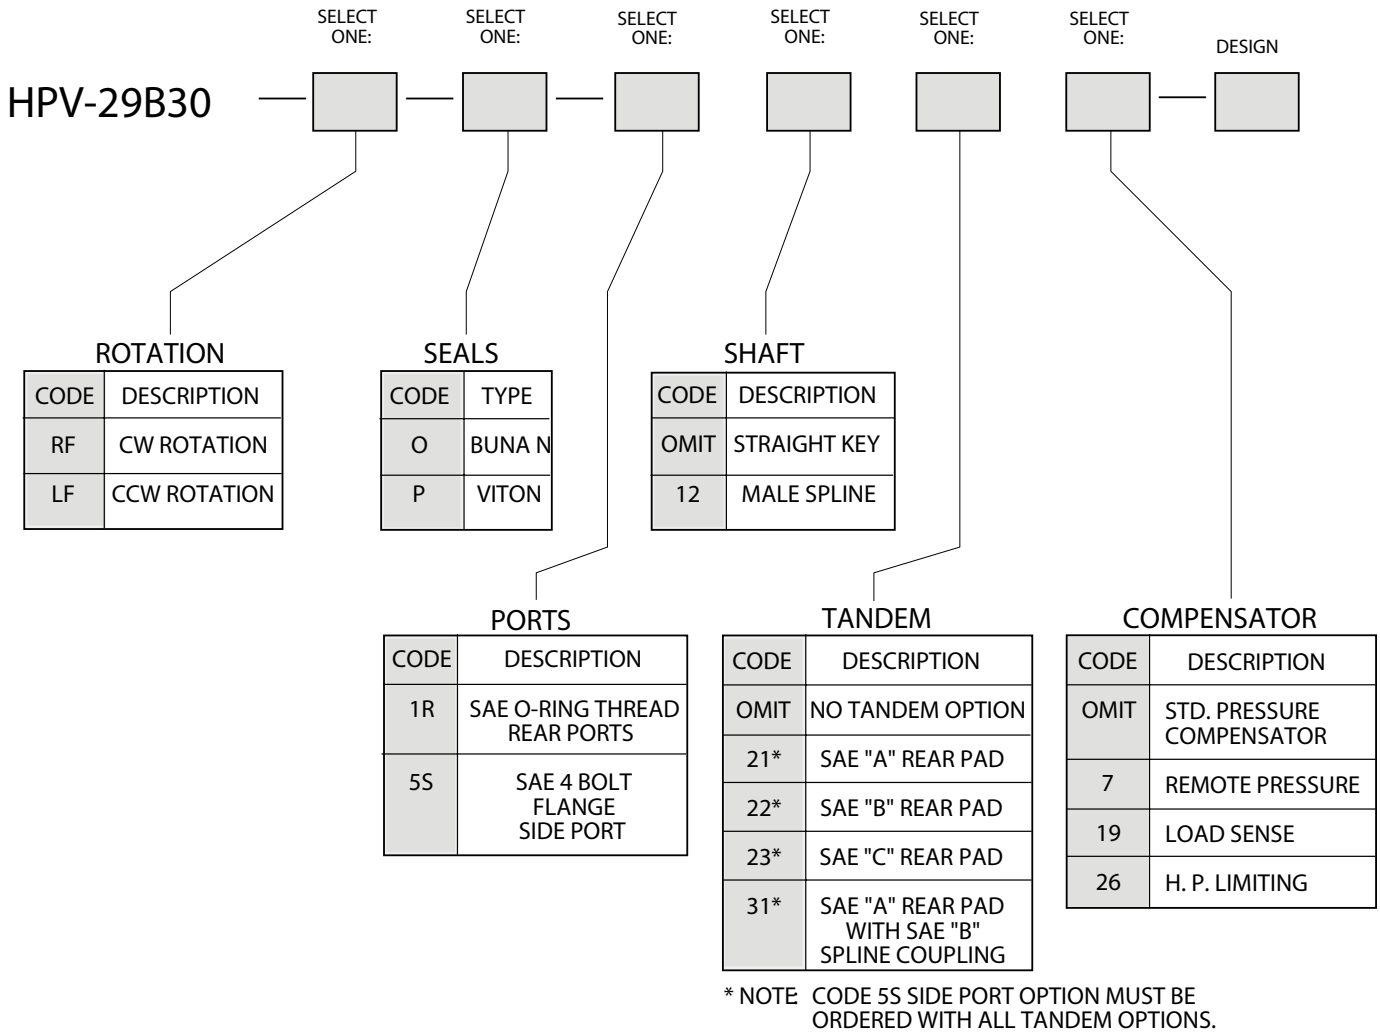 SELECT
ONE:
SELECT
ONE:
SELECT
ONE:
SELECT
ONE:
SELECT
ONE:
SELECT
ONE:
DESIGN
HPV-29B30
ROTATION
CODE DESCRIPTION
RF CW ROTATION
LF CCW ROTATION
SEALS
CODE TYPE
O BUNA N
P VITON
SHAFT
CODE DESCRIPTION
OMIT STRAIGHT KEY
12 MALE SPLINE
PORTS
CODE DESCRIPTION
1R SAE O-RING THREAD
REAR PORTS
5S SAE 4 BOLT
FLANGE
SIDE PORT
TANDEM
CODE DESCRIPTION
OMIT NO TANDEM OPTION
21* SAE "A" REAR PAD
22* SAE "B" REAR PAD
23* SAE "C" REAR PAD
31* SAE "A" REAR PAD
WITH SAE "B"
SPLINE COUPLING
COMPENSATOR
CODE DESCRIPTION
OMIT STD. PRESSURE
COMPENSATOR
7 REMOTE PRESSURE
19 LOAD SENSE
26 H. P. LIMITING
* NOTE: CODE 5S SIDE PORT OPTION MUST BE
ORDERED WITH ALL TANDEM OPTIONS.